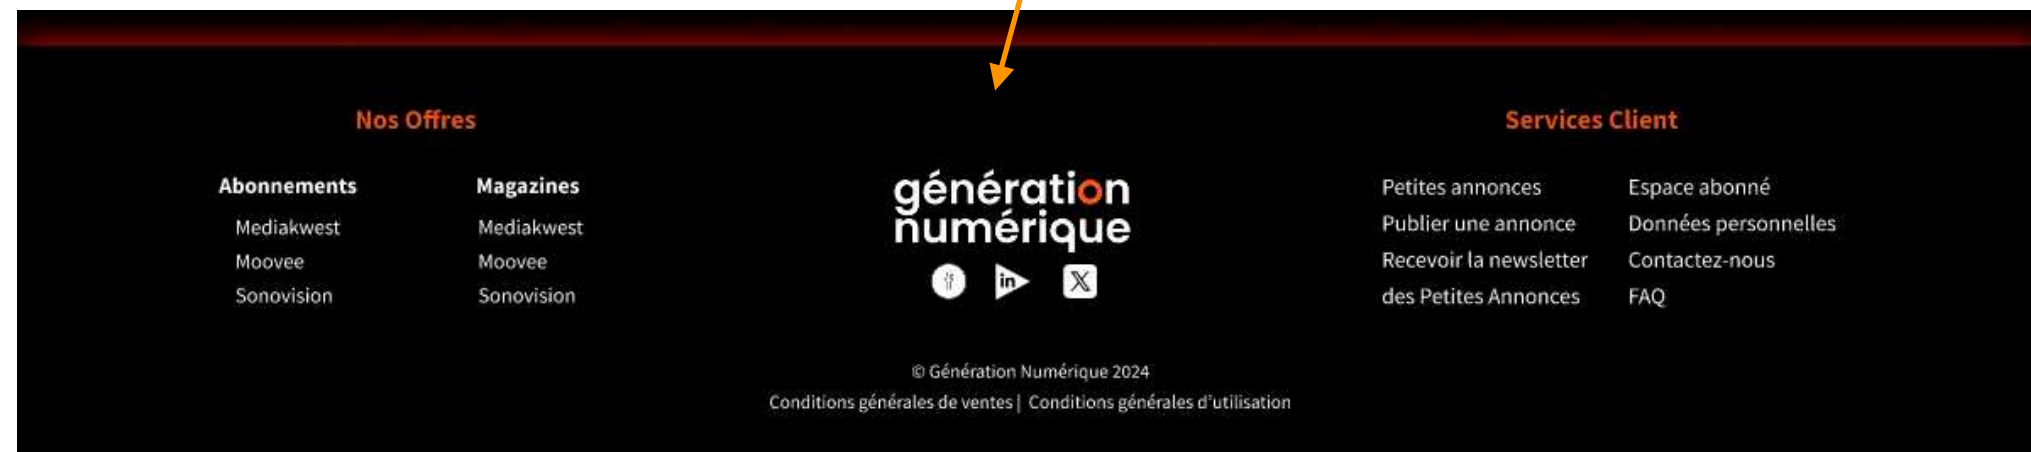 Nos Offres
Abonnements
Mediakwest
Moovee
Sonovision
Magazines
Mediakwest
Moovee
Sonovision
génération
numérique
in
X
© Génération Numérique 2024
Conditions générales de ventes | Conditions générales d'utilisation
Services Client
Petites annonces
Publier une annonce
Recevoir la newsletter
des Petites Annonces
Espace abonné
Données personnelles
Contactez-nous
FAQ